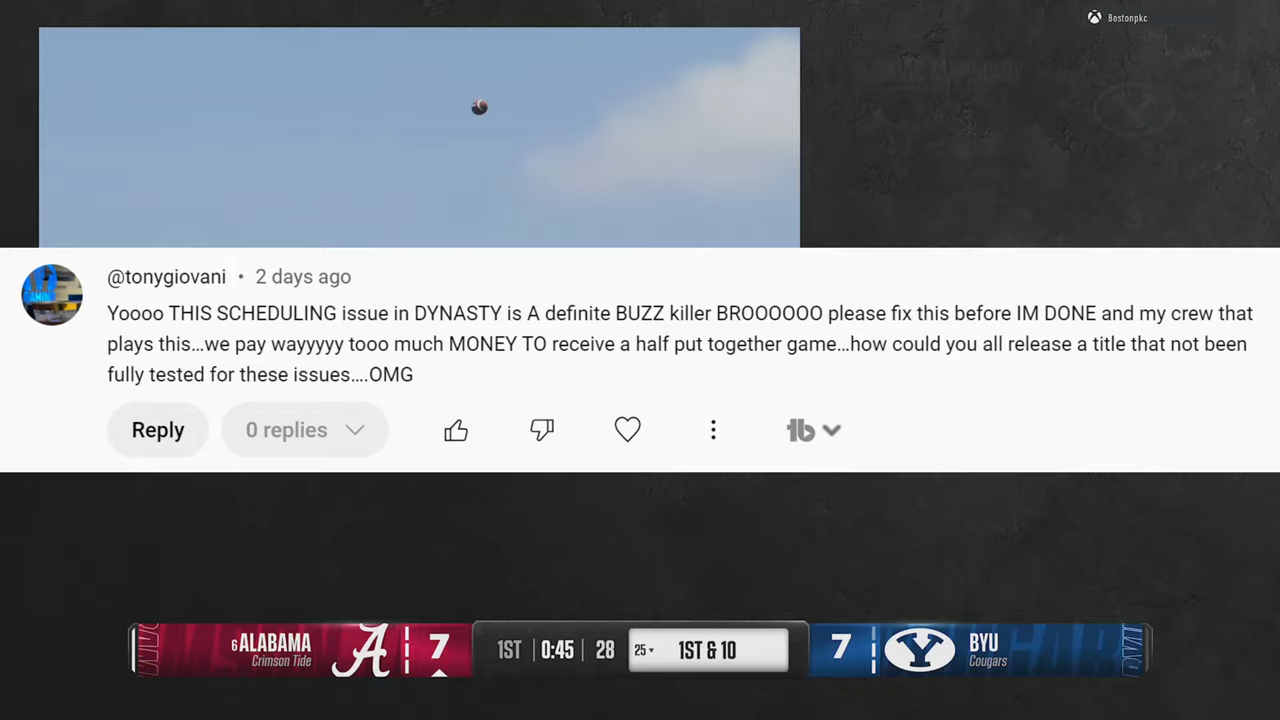 Bostonpkc
@tonygiovani • 2 days ago
Yoooo THIS SCHEDULING issue in DYNASTY is A definite BUZZ killer BROOOOOO please fix this before IM DONE and my crew that
plays this...we pay wayyyyy tooo much MONEY TO receive a half put together game...how could you all release a title that not been
fully tested for these issues....OMG
Reply 0 replies
6 ALABAMA 7 1ST 0:45 28 25 1ST & 10 7 BYU
Crimson Tide Cougars